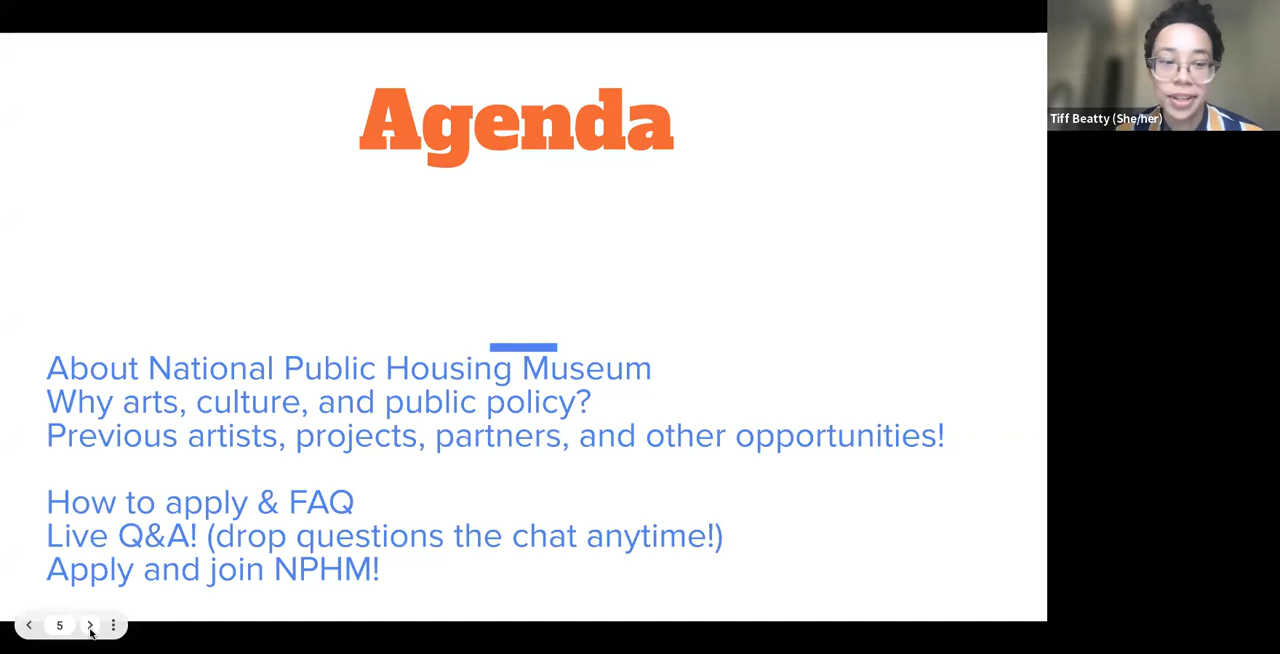 Agenda
About National Public Housing Museum
Why arts, culture, and public policy?
Previous artists, projects, partners, and other opportunities!
How to apply & FAQ
Live Q&A! (drop questions the chat anytime!)
Apply and join NPHM!
5
Tiff Beatty (She/her)